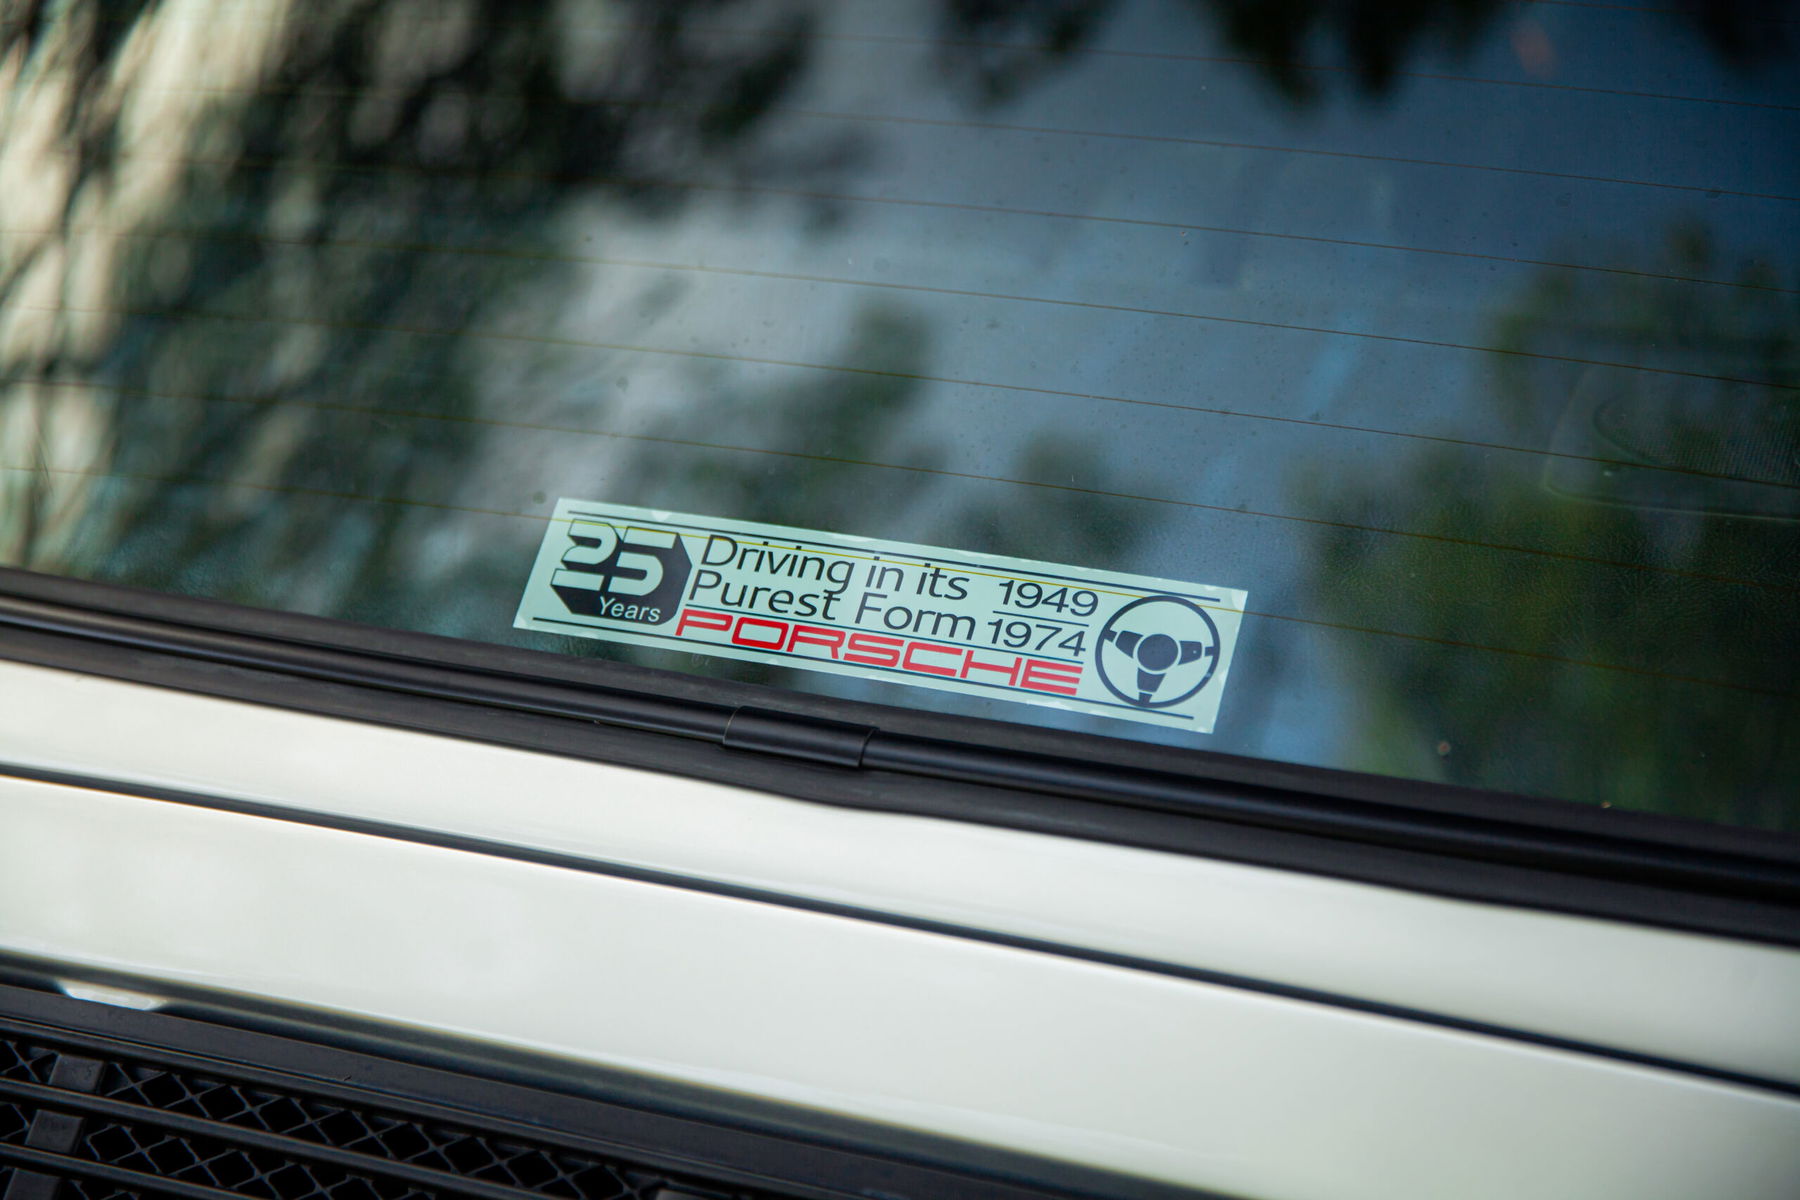 25
Years
Driving in its
Purest Form
PORSCHE
1949
1974